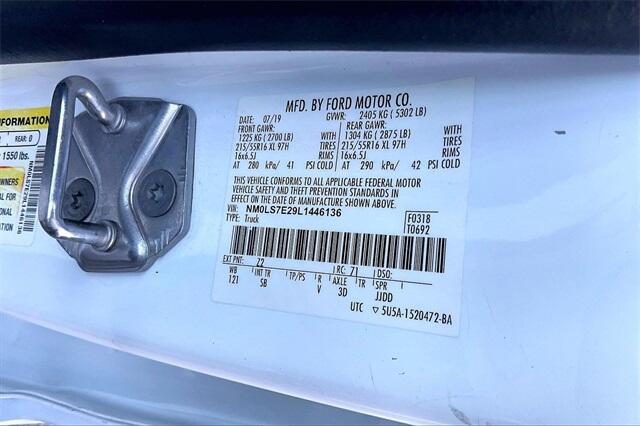 MFD. BY FORD MOTOR CO.
DATE: 07/19 GVWR: 2405 KG ( 5302 LB)
FRONT GAWR: REAR GAWR:
1225 KG ( 2700 LB) WITH 1304 KG ( 2875 LB) WITH
215/55R16 XL 97H TIRES 215/55R16 XL 97H TIRES
16x6.5J RIMS 16x6.5J RIMS
AT 280 kPa/ 41 PSI COLD AT 290 kPa/ 42 PSI COLD
THIS VEHICLE CONFORMS TO ALL APPLICABLE FEDERAL MOTOR
VEHICLE SAFETY AND THEFT PREVENTION STANDARDS IN
EFFECT ON THE DATE OF MANUFACTURE SHOWN ABOVE.
VIN: NM0LS7E29L1446136
TYPE: Truck
F0318
T0692
EXT PNT: Z2 RC: 71 DSO:
WB INT TR TP/PS R AXLE TR SPR
121 5B V 3D JJDD
UTC ▽ 5U5A-1520472-BA
INFORMATION
REAR: 0
1550 lbs.
OWNERS
NM0LS7E29L1446136